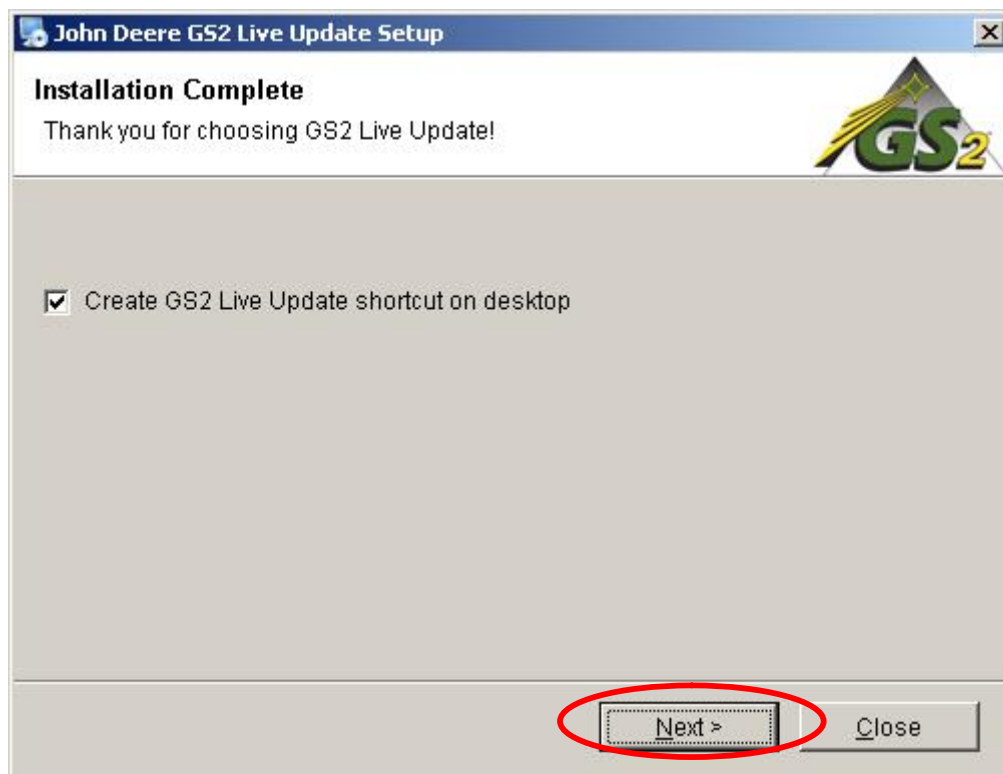 John Deere GS2 Live Update Setup
Installation Complete
Thank you for choosing GS2 Live Update!
GS2
Create GS2 Live Update shortcut on desktop
Next >
Close